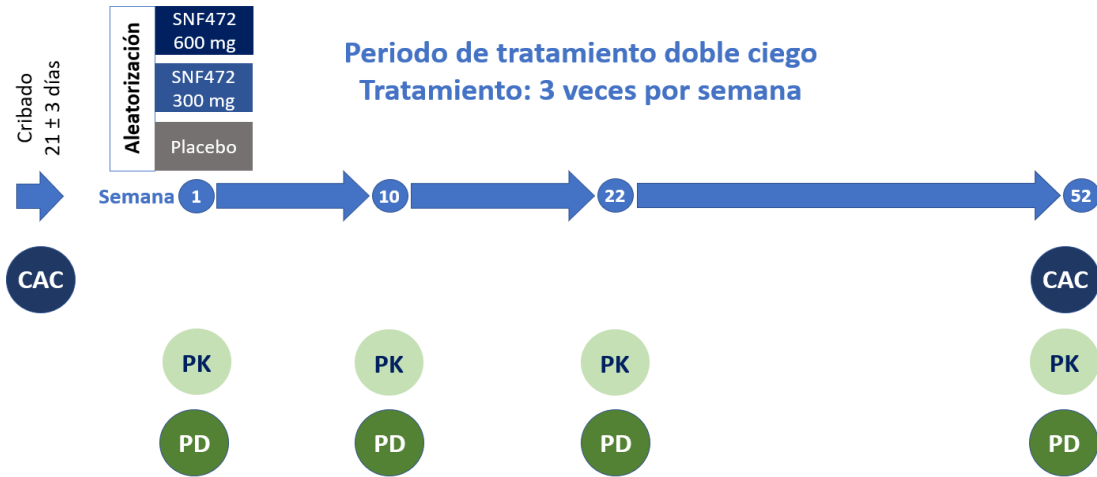 Cribado
21 ± 3 días
Aleatorización
SNF472
600 mg
SNF472
300 mg
Placebo
Periodo de tratamiento doble ciego
Tratamiento: 3 veces por semana
Semana 1 10 22 52
CAC CAC
PK PK PK PK
PD PD PD PD